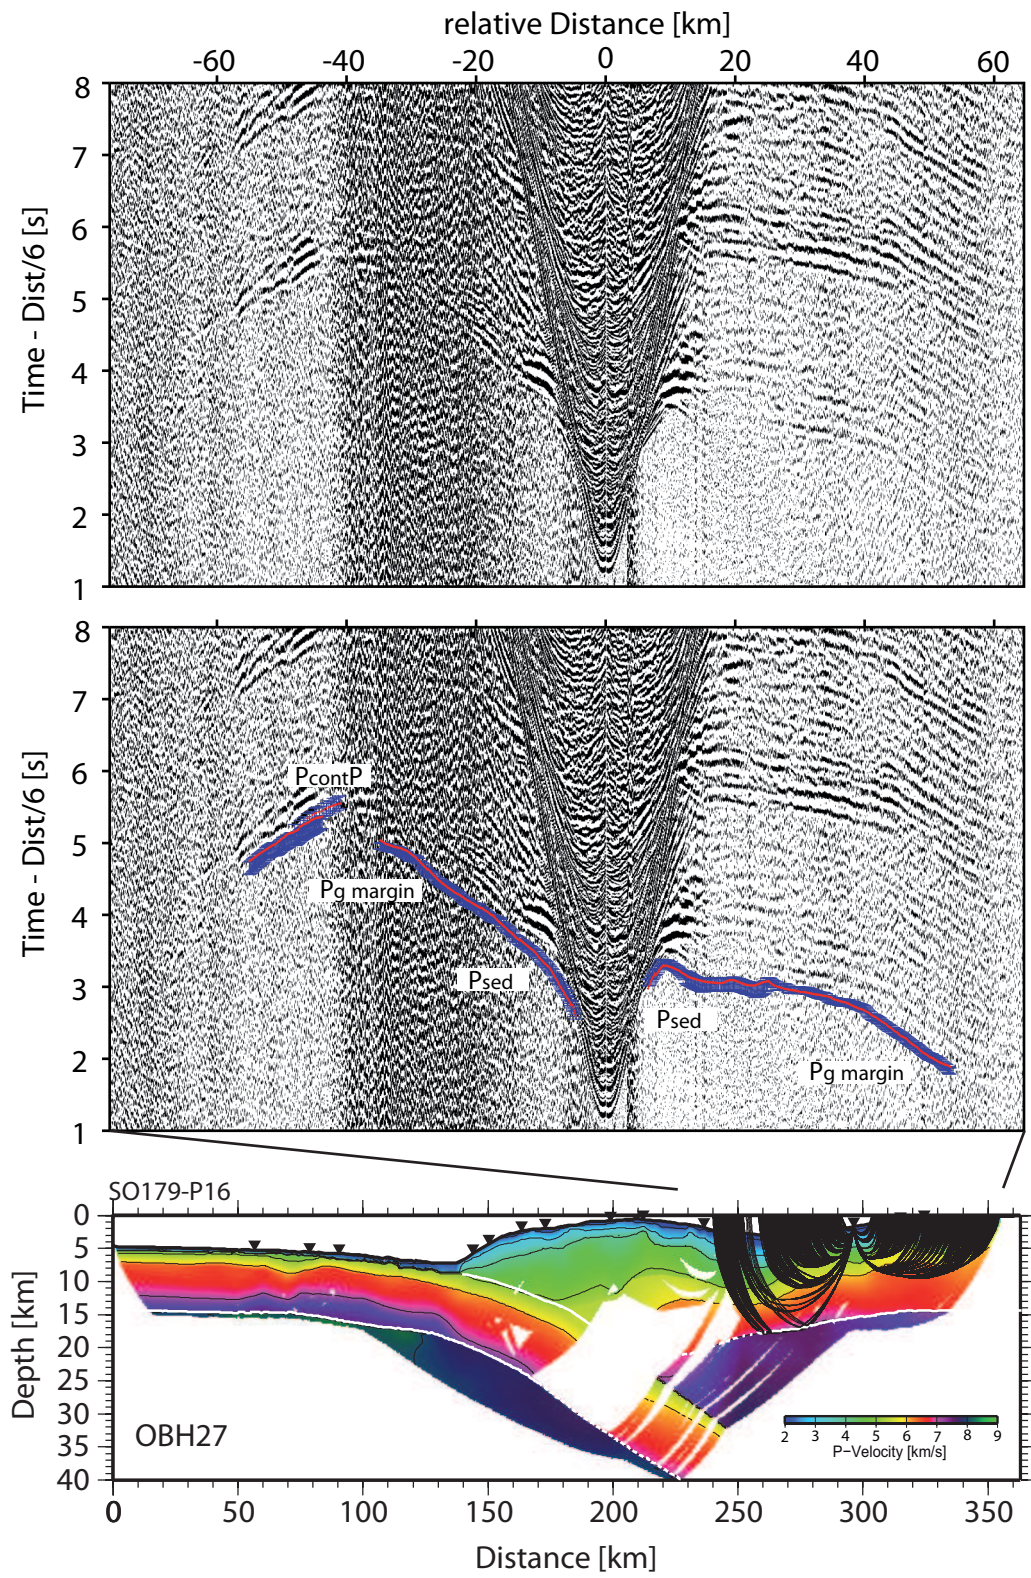 relative Distance [km]
-60 -40 -20 0 20 40 60
8
7
6
5
4
3
2
1
Time - Dist/6 [s]
8
7
6
5
4
3
2
1
Time - Dist/6 [s]
PcontP
Pg margin
Psed
Psed
Pg margin
SO179-P16
0
5
10
15
20
25
30
35
40
Depth [km]
OBH27
2 3 4 5 6 7 8 9
P-Velocity [km/s]
0 50 100 150 200 250 300 350
Distance [km]